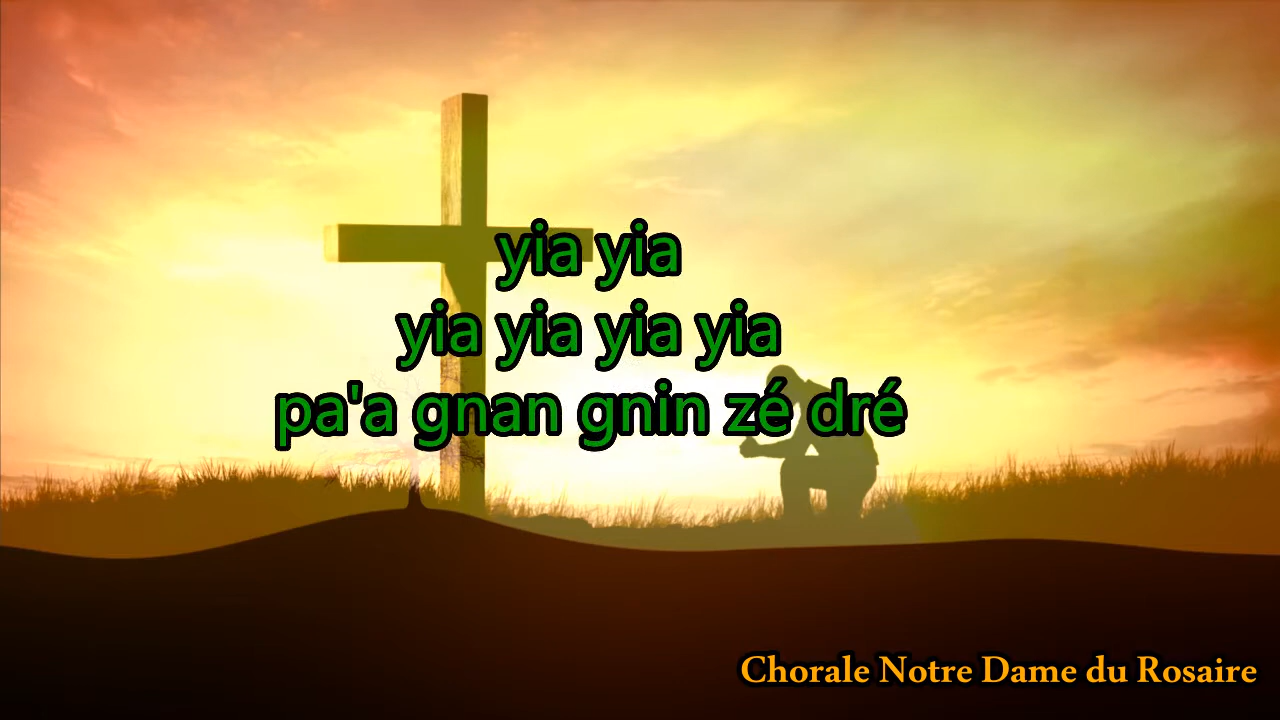 yia yia
yia yia yia yia
pa'a gnan gnin zé dré
Chorale Notre Dame du Rosaire